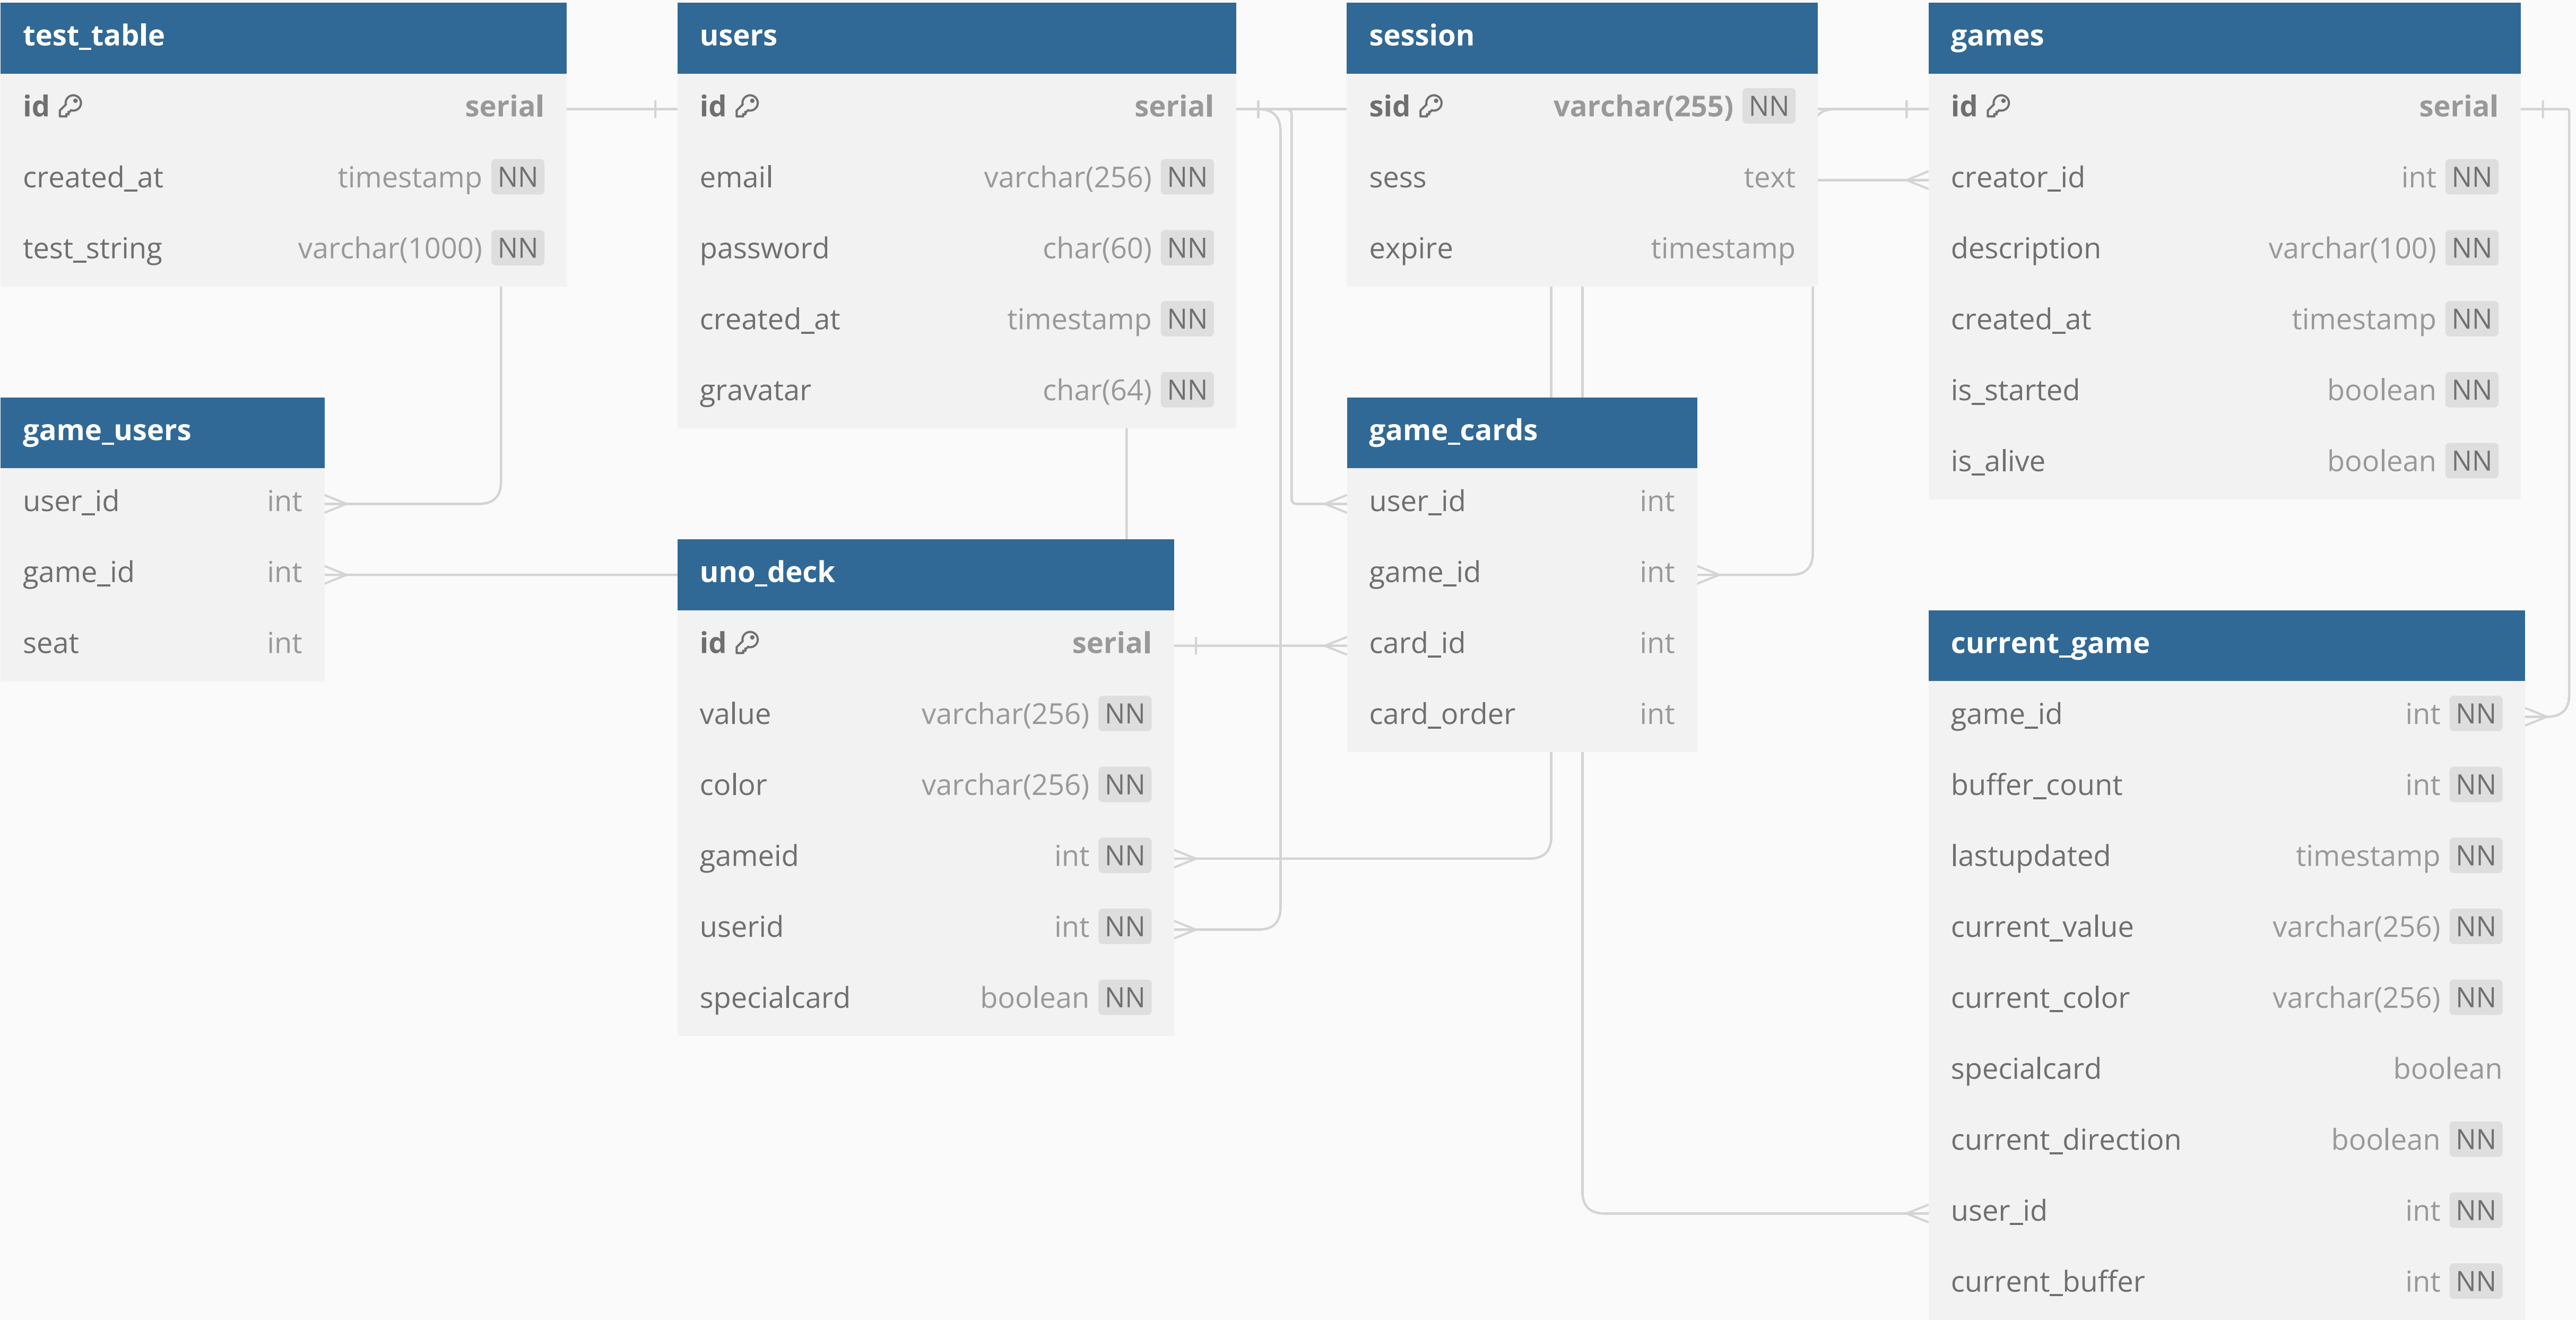 test_table
id serial
created_at timestamp NN
test_string varchar(1000) NN
users
id serial
email varchar(256) NN
password char(60) NN
created_at timestamp NN
gravatar char(64) NN
session
sid varchar(255) NN
sess text
expire timestamp
games
id serial
creator_id int NN
description varchar(100) NN
created_at timestamp NN
is_started boolean NN
is_alive boolean NN
game_users
user_id int
game_id int
seat int
uno_deck
id serial
value varchar(256) NN
color varchar(256) NN
gameid int NN
userid int NN
specialcard boolean NN
game_cards
user_id int
game_id int
card_id int
card_order int
current_game
game_id int NN
buffer_count int NN
lastupdated timestamp NN
current_value varchar(256) NN
current_color varchar(256) NN
specialcard boolean
current_direction boolean NN
user_id int NN
current_buffer int NN